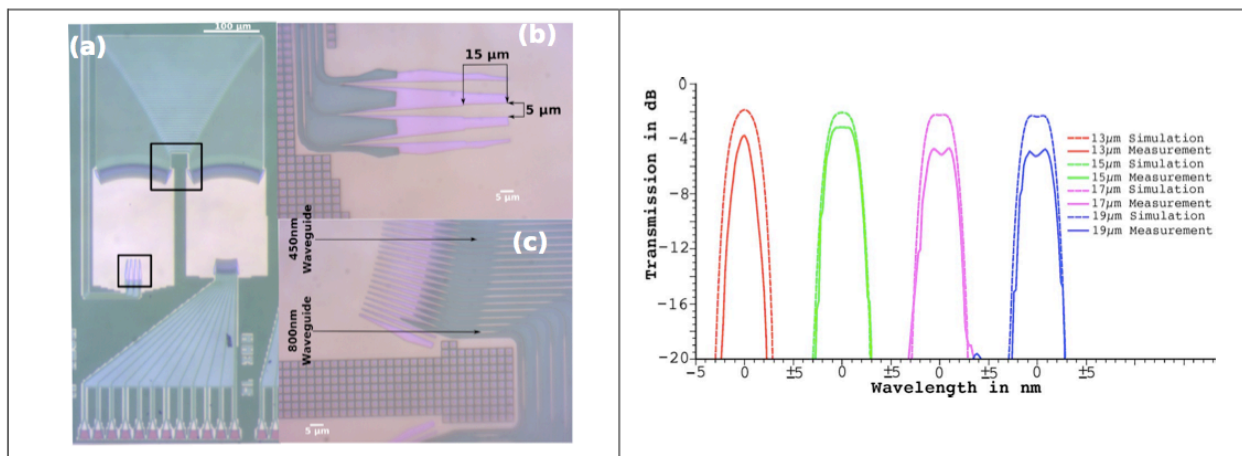 (a)
100 µm
(b)
15 µm
5 µm
5 µm
(c)
450nm
Waveguide
800nm
Waveguide
5 µm
Transmission in dB
0
−4
−8
−12
−16
−20
−5
0
±5
0
±5
0
±5
0
±5
Wavelength in nm
13µm Simulation
13µm Measurement
15µm Simulation
15µm Measurement
17µm Simulation
17µm Measurement
19µm Simulation
19µm Measurement